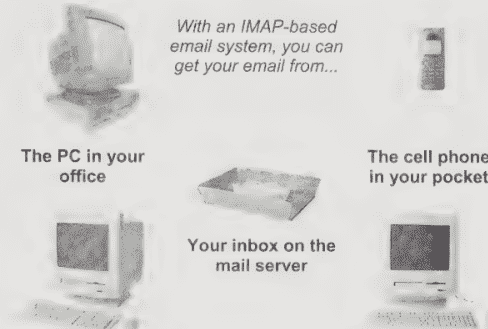 With an IMAP-based
email system, you can
get your email from...
The PC in your
office
The cell phone
in your pocket
Your inbox on the
mail server